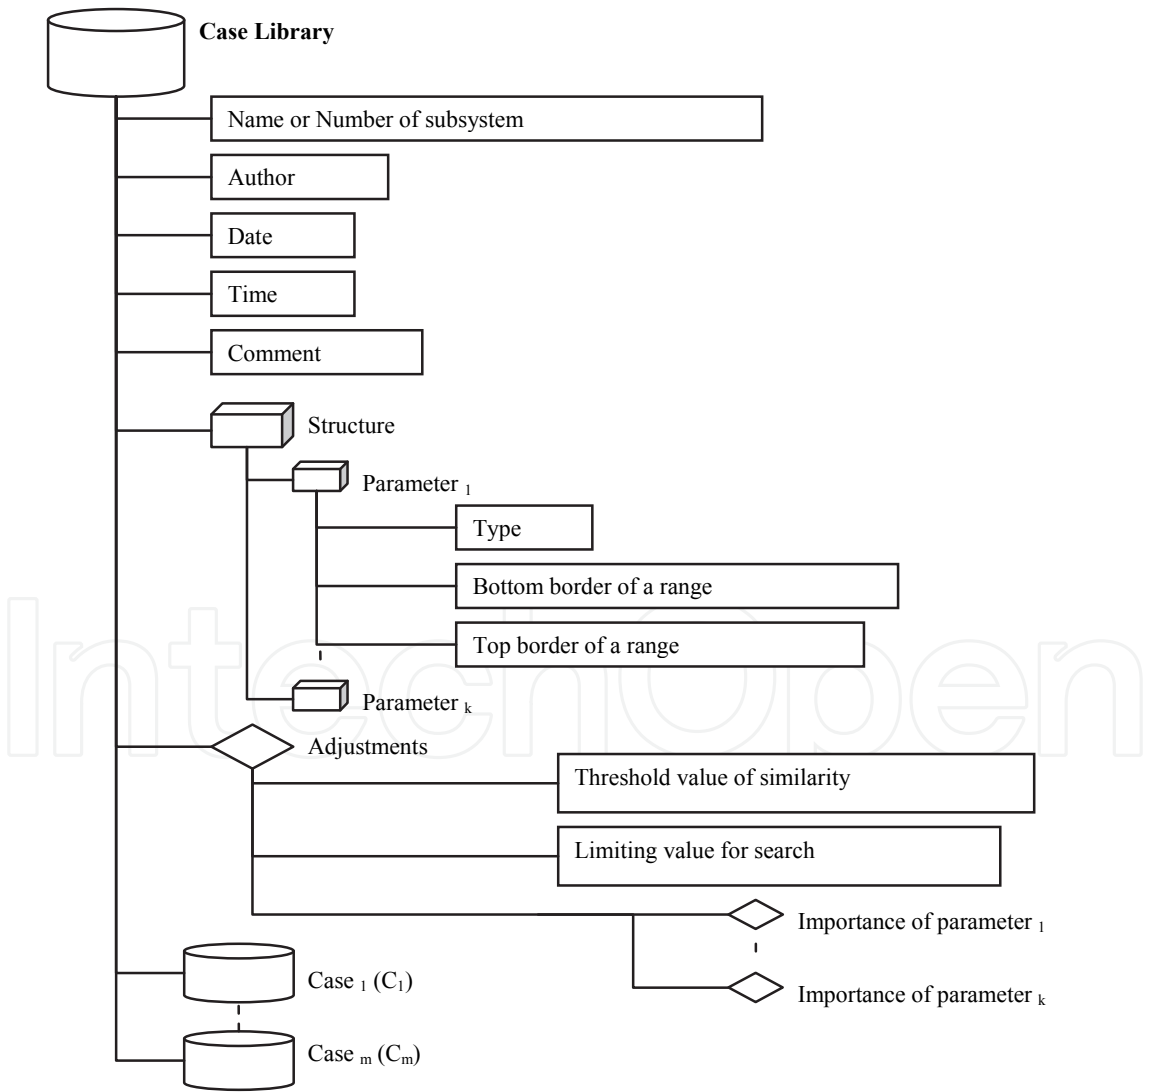 Case Library
Name or Number of subsystem
Author
Date
Time
Comment
Structure
Parameter 1
Type
Bottom border of a range
Top border of a range
Parameter k
Adjustments
Threshold value of similarity
Limiting value for search
Importance of parameter 1
Importance of parameter k
Case 1 (C1)
Case m (Cm)
IntechOpen